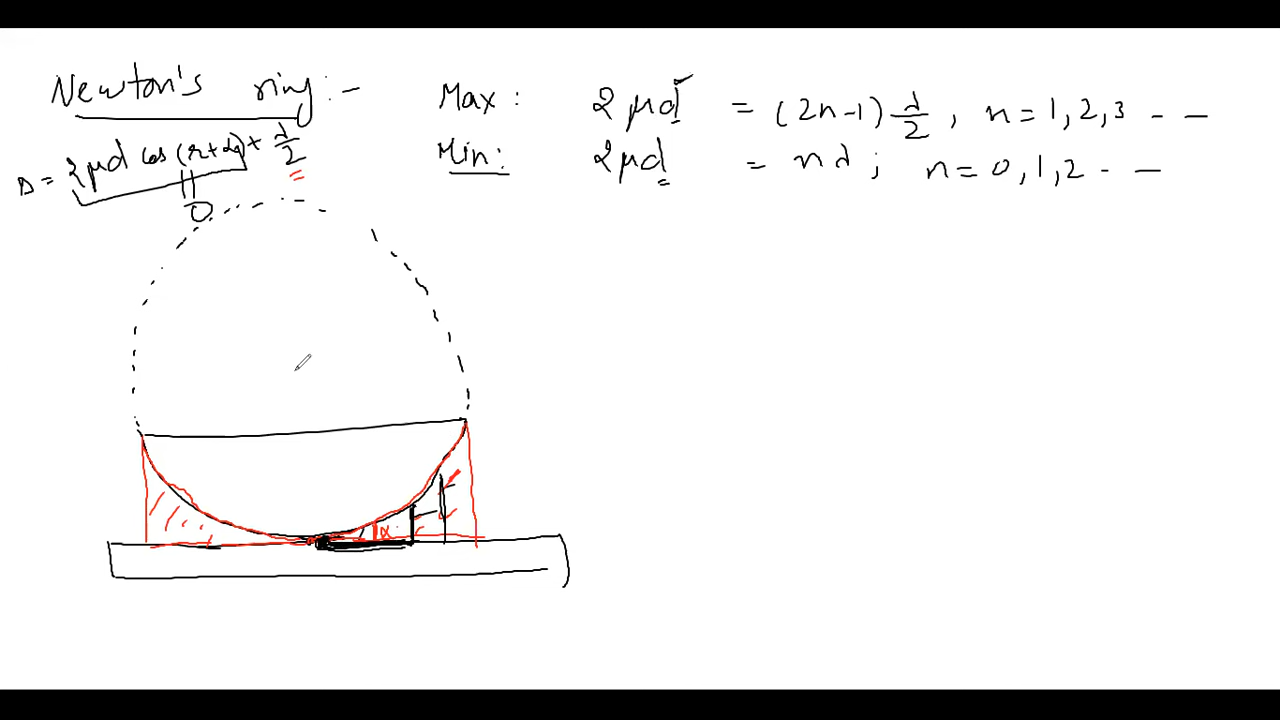 Newton's ring :-
Max : 2μd = (2n-1) λ/2 , n = 1, 2, 3 - -
Min : 2μd = nλ ; n = 0, 1, 2 - -
Δ = 2μd cos (r+α) + λ/2
0
α